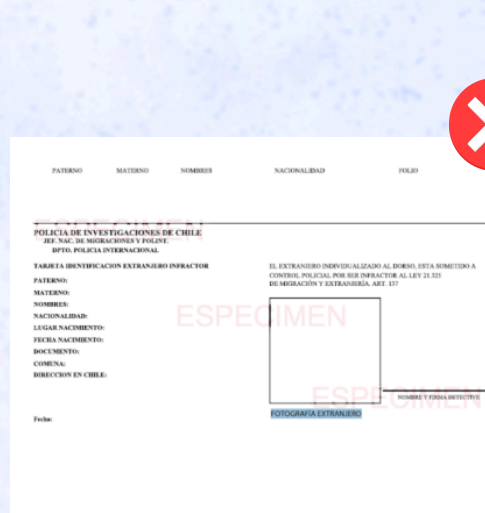 PATERNO MATERNO NOMBRES NACIONALIDAD FOLIO
ESPECIMEN
POLICIA DE INVESTIGACIONES DE CHILE
JEF. NAC. DE MIGRACIONES Y POLINT.
DPTO. POLICIA INTERNACIONAL
TARJETA IDENTIFICACION EXTRANJERO INFRACTOR
PATERNO:
MATERNO:
NOMBRES:
NACIONALIDAD:
LUGAR NACIMIENTO:
FECHA NACIMIENTO:
DOCUMENTO:
COMUNA:
DIRECCION EN CHILE:
Fecha:
EL EXTRANJERO INDIVIDUALIZADO AL DORSO, ESTA SOMETIDO A
CONTROL POLICIAL POR SER INFRACTOR AL LEY 21.325
DE MIGRACIÓN Y EXTRANJERÍA. ART. 137
ESPECIMEN
ESPECIMEN
NOMBRE Y FIRMA DETECTIVE
FOTOGRAFÍA EXTRANJERO